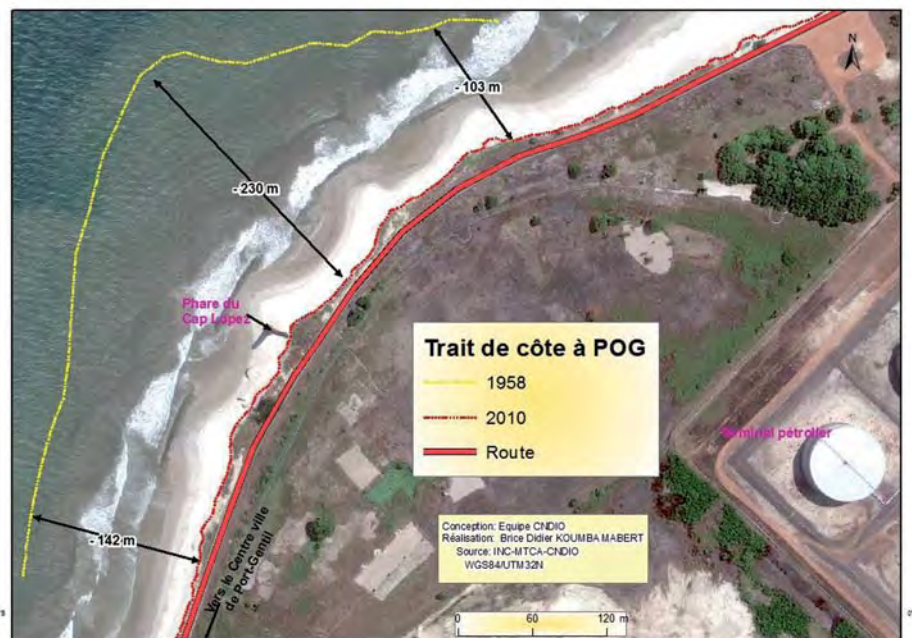 N
- 103 m
- 230 m
Phare du
Cap Lopez
- 142 m
Vers le Centre ville
de Port-Gentil
Trait de côte à POG
1958
2010
Route
Terminal pétrolier
Conception: Equipe CNDIO
Réalisation: Brice Didier KOUMBA MABERT
Source: INC-MTCA-CNDIO
WGS84/UTM32N
0 60 120 m